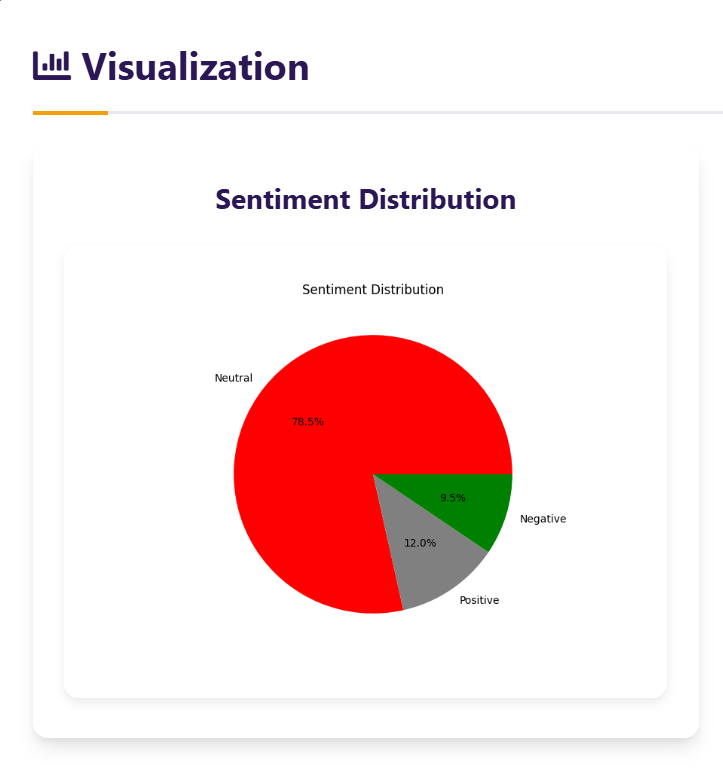 Visualization
Sentiment Distribution
Sentiment Distribution
Neutral
78.5%
9.5%
Negative
12.0%
Positive